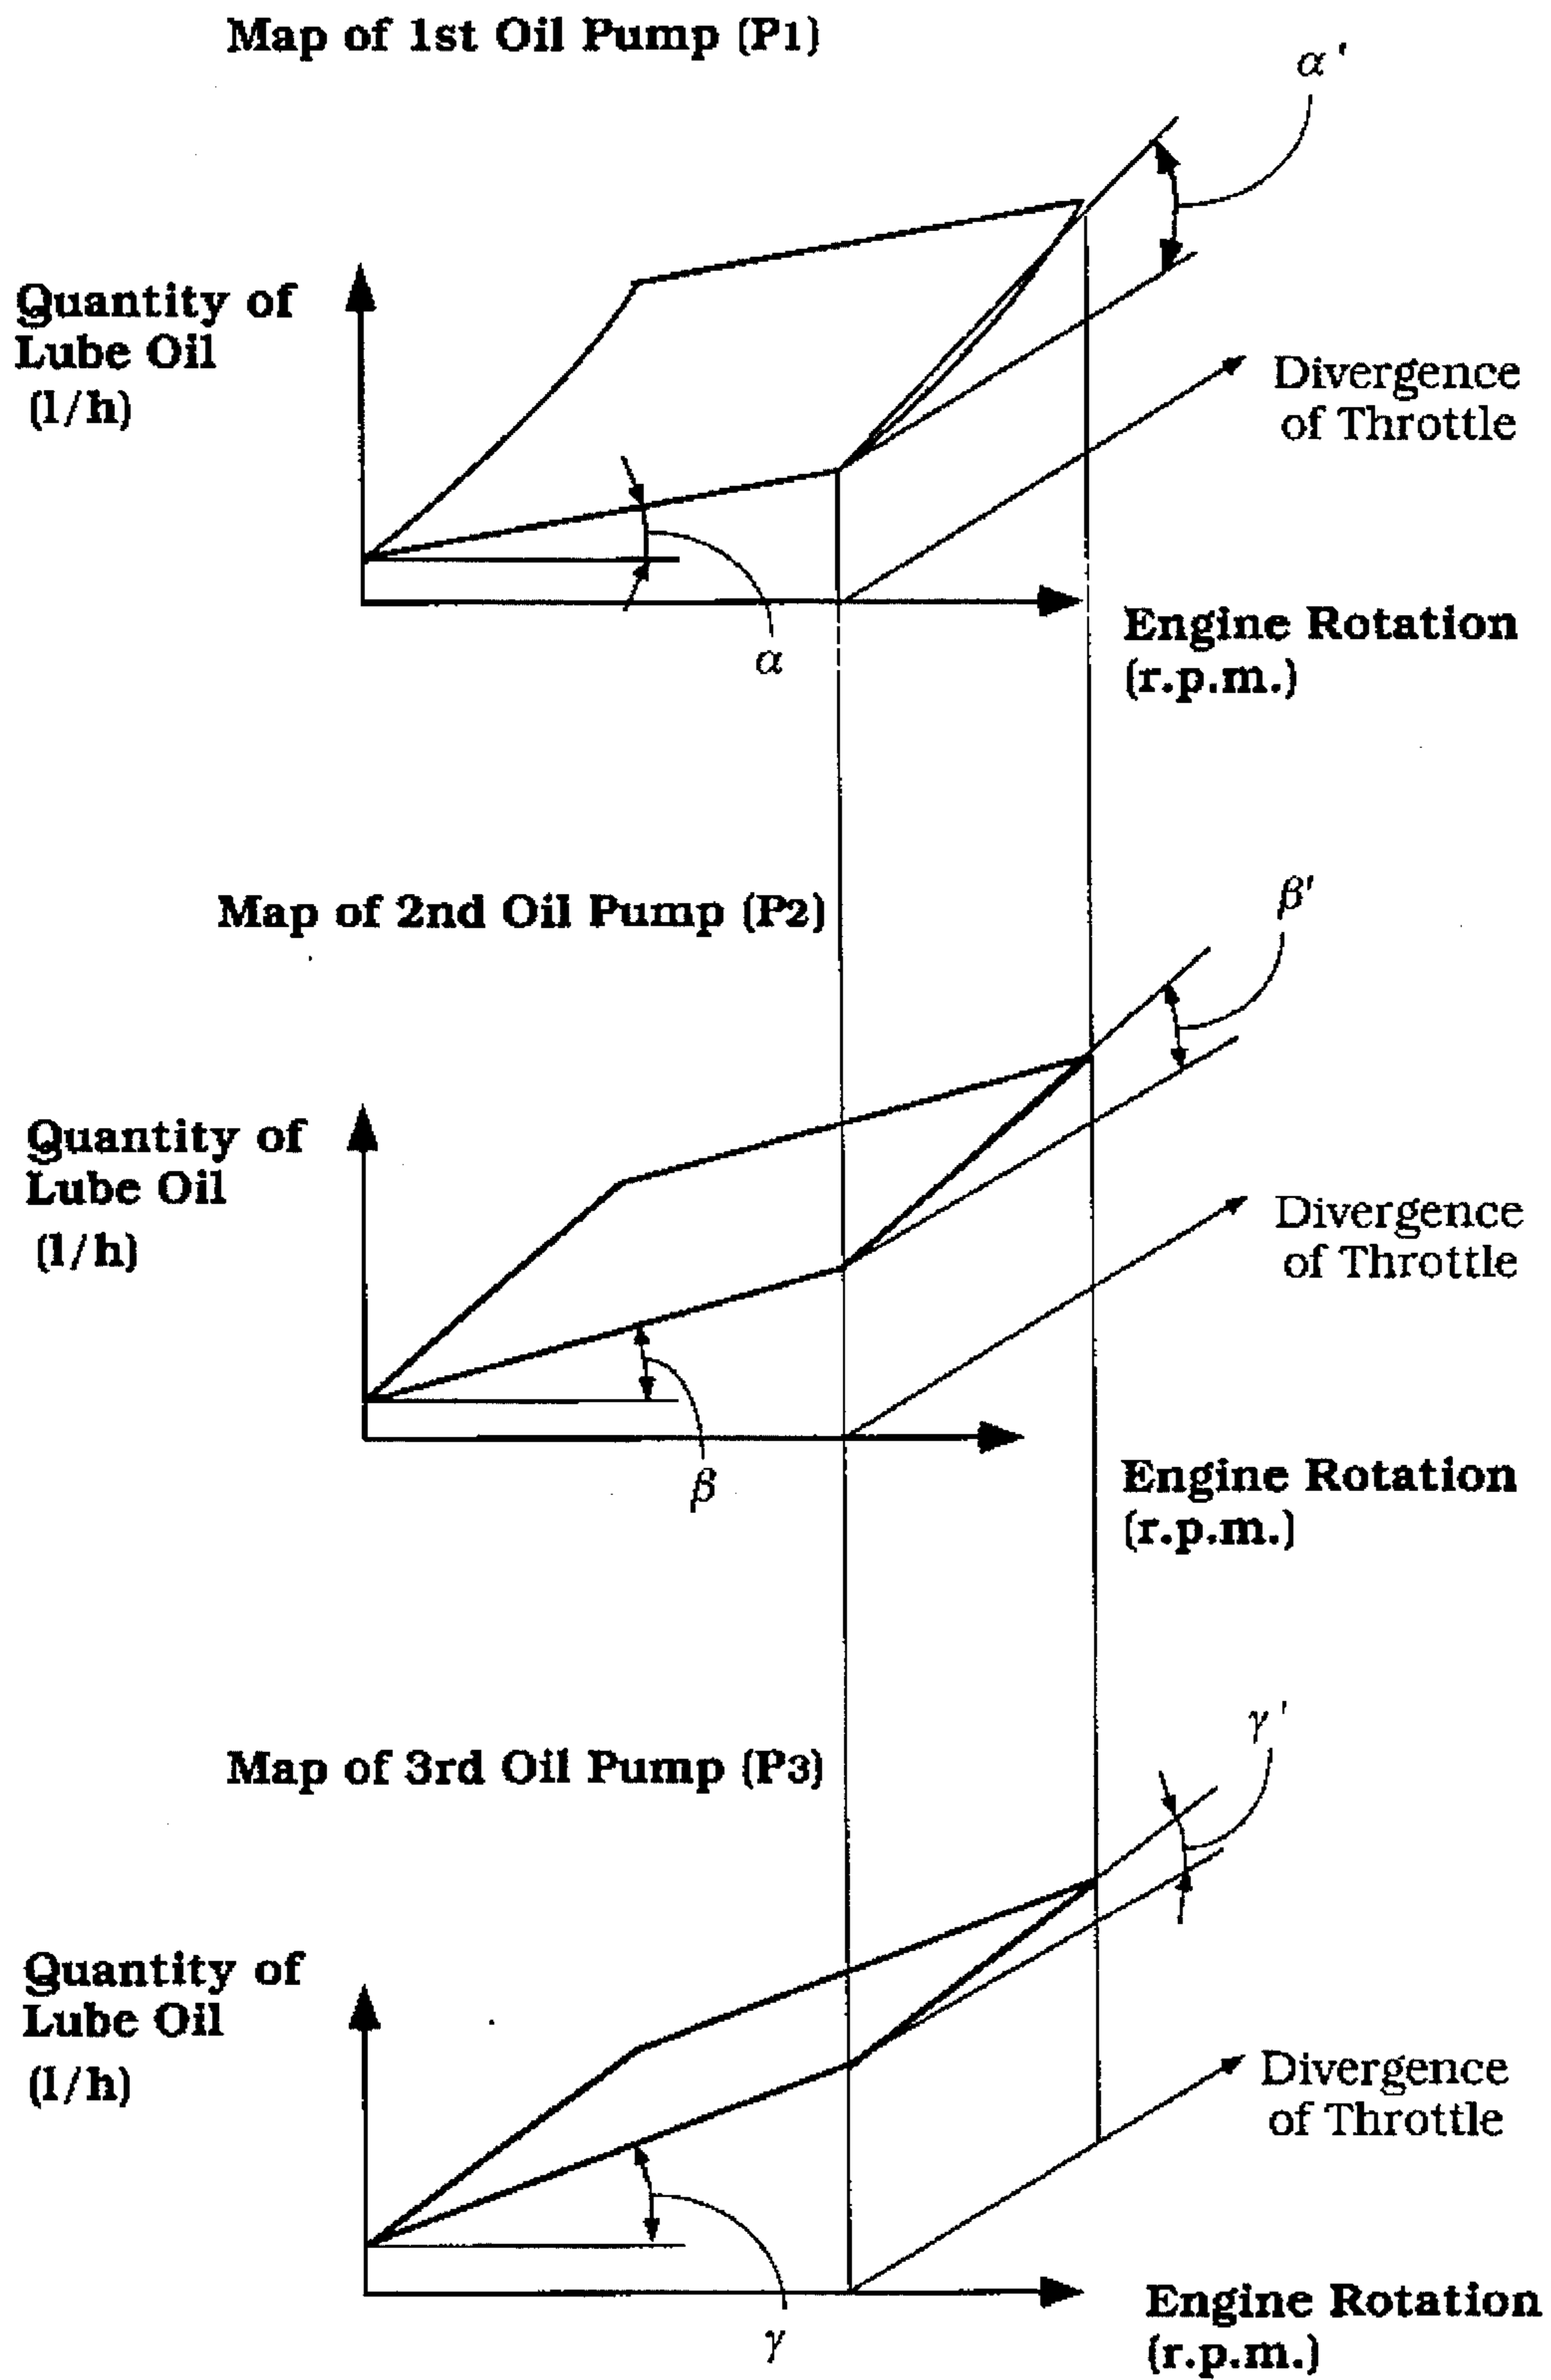 Map of 1st Oil Pump (P1)
α'
Quantity of
Lube Oil
(l/h)
Divergence
of Throttle
α
Engine Rotation
(r.p.m.)
Map of 2nd Oil Pump (P2)
β'
Quantity of
Lube Oil
(l/h)
Divergence
of Throttle
β
Engine Rotation
(r.p.m.)
Map of 3rd Oil Pump (P3)
γ'
Quantity of
Lube Oil
(l/h)
Divergence
of Throttle
γ
Engine Rotation
(r.p.m.)